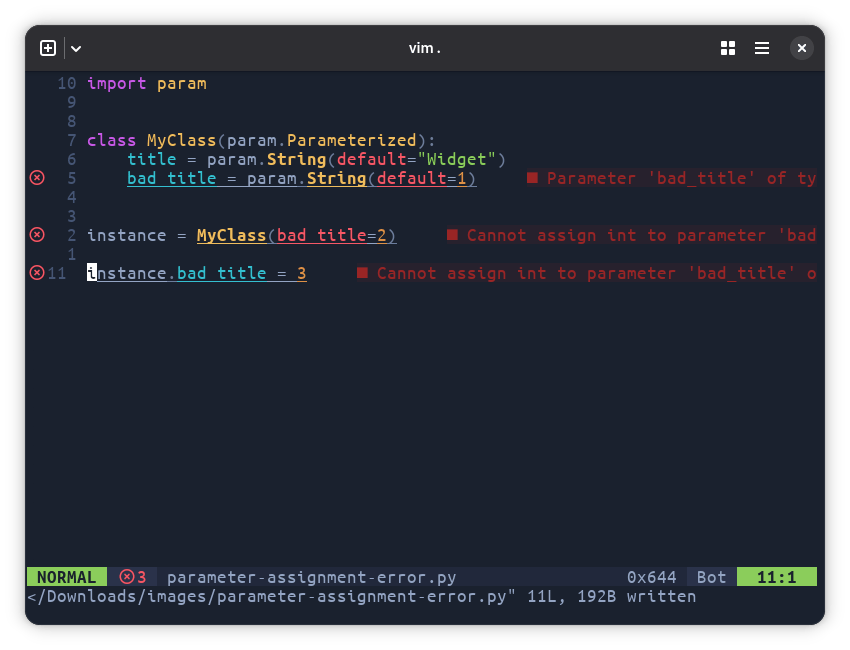 vim .
10 import param
9
8
7 class MyClass(param.Parameterized):
6     title = param.String(default="Widget")
5     bad_title = param.String(default=1)     ■ Parameter 'bad_title' of ty
4
3
2 instance = MyClass(bad_title=2)     ■ Cannot assign int to parameter 'bad
1
11 instance.bad_title = 3     ■ Cannot assign int to parameter 'bad_title' o
NORMAL 3 parameter-assignment-error.py 0x644 Bot 11:1
</Downloads/images/parameter-assignment-error.py" 11L, 192B written